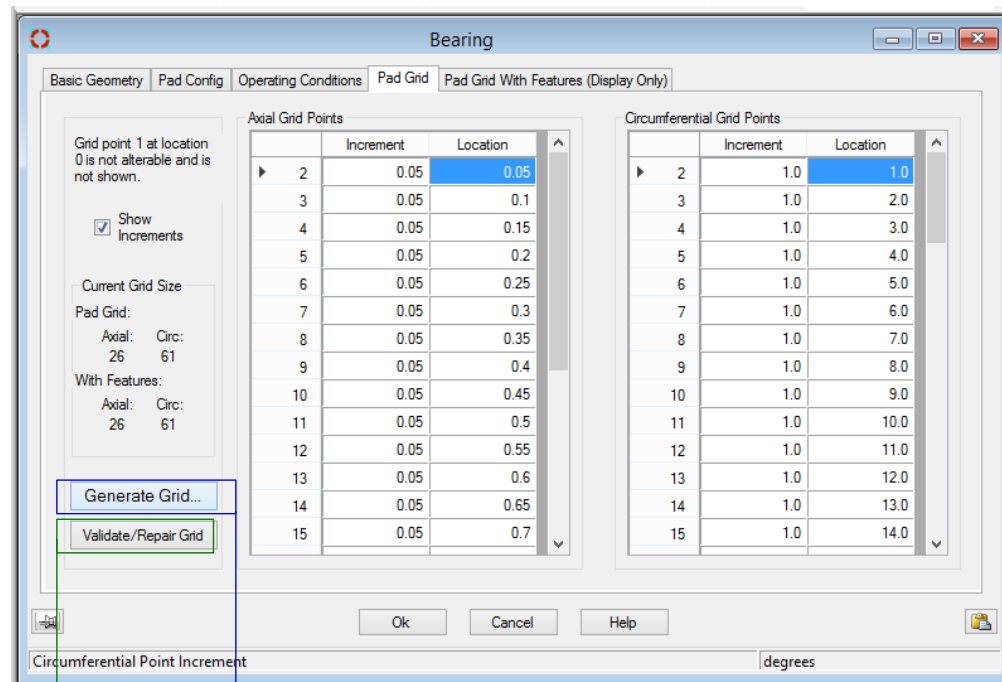 Bearing
Basic Geometry Pad Config Operating Conditions Pad Grid Pad Grid With Features (Display Only)
Grid point 1 at location
0 is not alterable and is
not shown.
Show
Increments
Current Grid Size
Pad Grid:
Axial: Circ:
26 61
With Features:
Axial: Circ:
26 61
Generate Grid...
Validate/Repair Grid
Axial Grid Points
Increment Location
2 0.05 0.05
3 0.05 0.1
4 0.05 0.15
5 0.05 0.2
6 0.05 0.25
7 0.05 0.3
8 0.05 0.35
9 0.05 0.4
10 0.05 0.45
11 0.05 0.5
12 0.05 0.55
13 0.05 0.6
14 0.05 0.65
15 0.05 0.7
Circumferential Grid Points
Increment Location
2 1.0 1.0
3 1.0 2.0
4 1.0 3.0
5 1.0 4.0
6 1.0 5.0
7 1.0 6.0
8 1.0 7.0
9 1.0 8.0
10 1.0 9.0
11 1.0 10.0
12 1.0 11.0
13 1.0 12.0
14 1.0 13.0
15 1.0 14.0
Ok Cancel Help
Circumferential Point Increment degrees